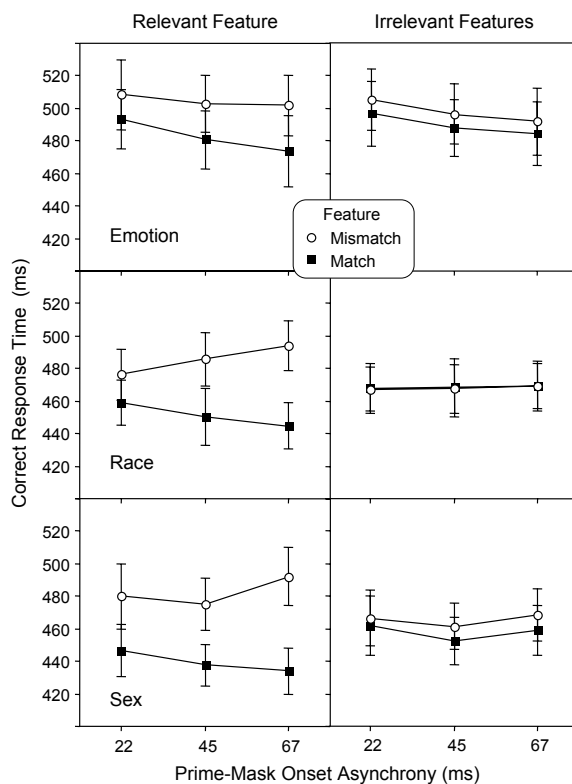 Relevant Feature
Irrelevant Features
520
500
480
460
440
420
Emotion
Feature
Mismatch
Match
520
500
480
460
440
420
Race
520
500
480
460
440
420
Sex
22 45 67
22 45 67
Correct Response Time (ms)
Prime-Mask Onset Asynchrony (ms)